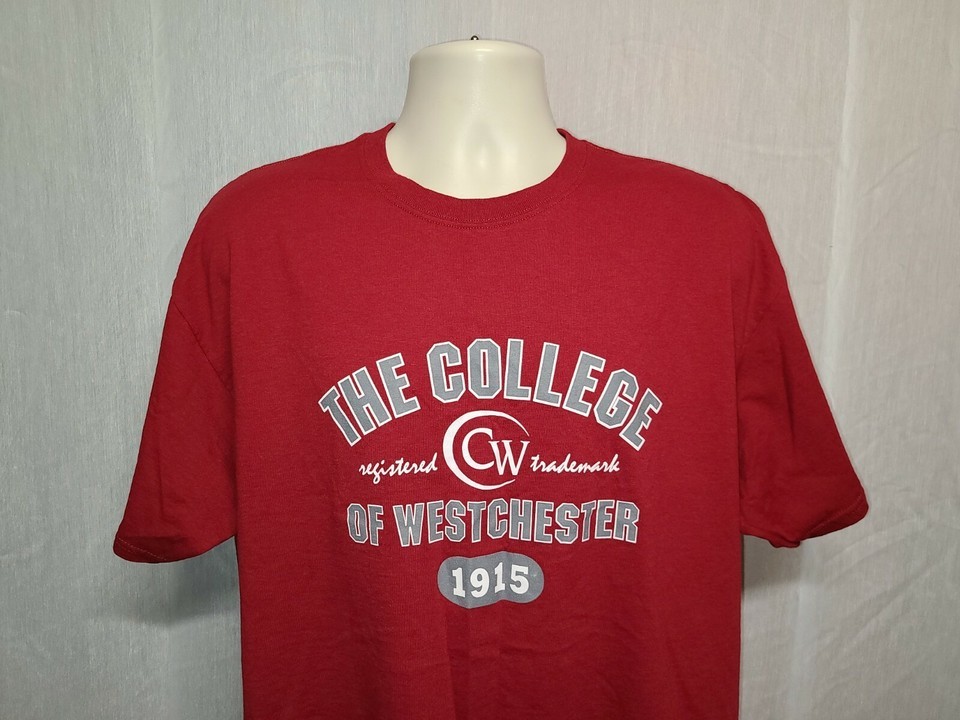 THE COLLEGE
registered CW trademark
OF WESTCHESTER
1915